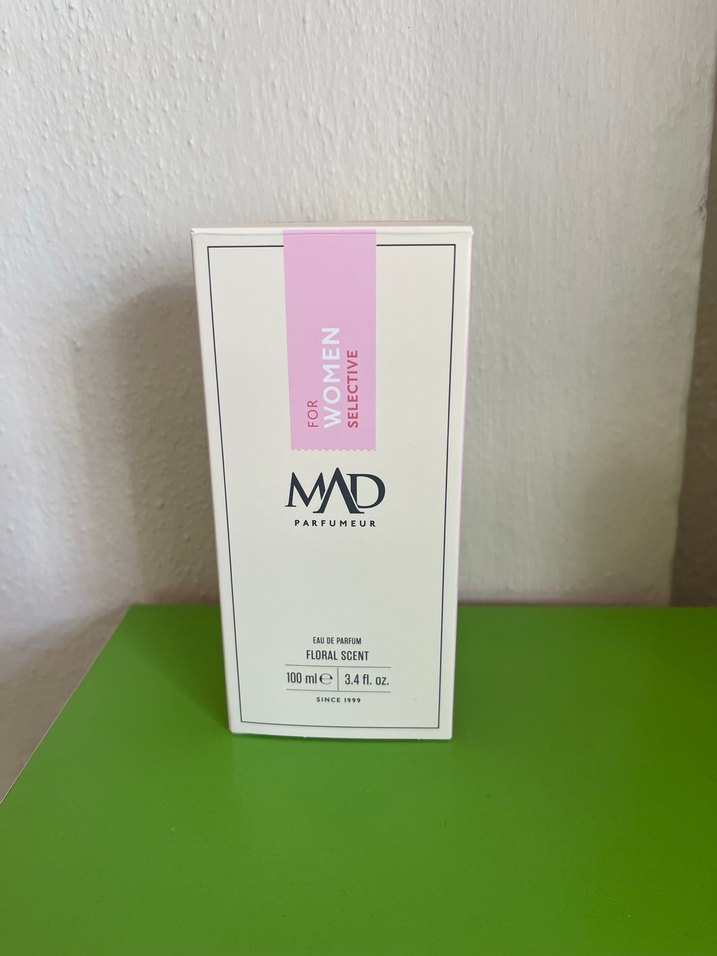 FOR
WOMEN
SELECTIVE
MAD
PARFUMEUR
EAU DE PARFUM
FLORAL SCENT
100 ml ℮ 3.4 fl. oz.
SINCE 1999